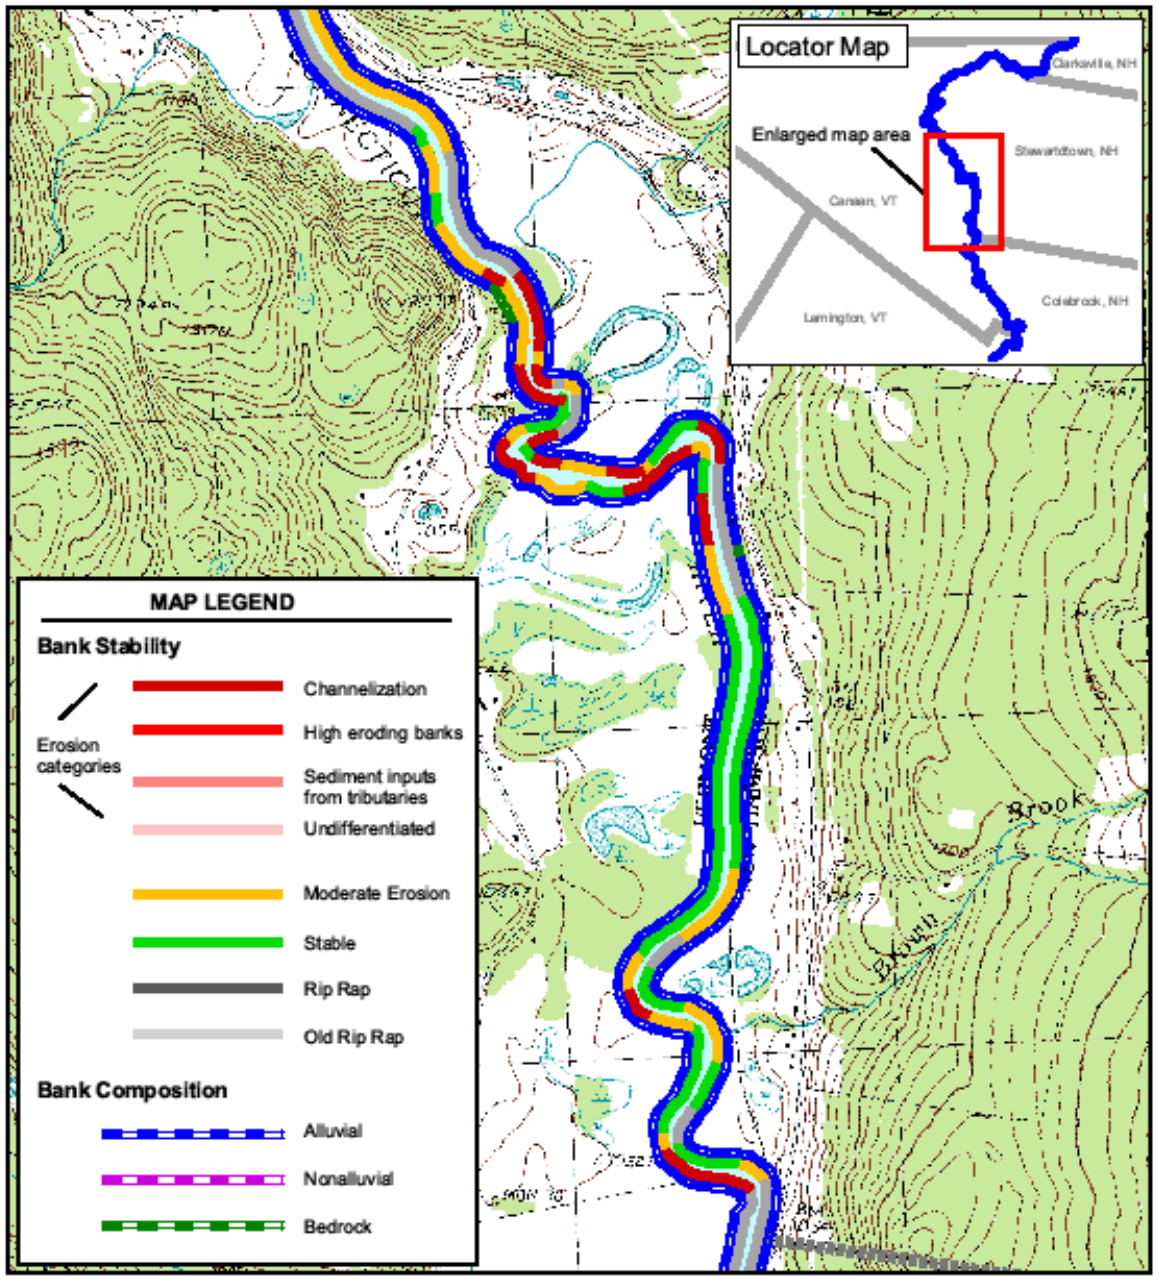 Locator Map
Clarksville, NH
Enlarged map area
Stewartdtown, NH
Canaan, VT
Colebrook, NH
Lemington, VT
MAP LEGEND
Bank Stability
Channelization
High eroding banks
Erosion
categories
Sediment inputs
from tributaries
Undifferentiated
Moderate Erosion
Stable
Rip Rap
Old Rip Rap
Bank Composition
Alluvial
Nonalluvial
Bedrock
Brook
VERMONT